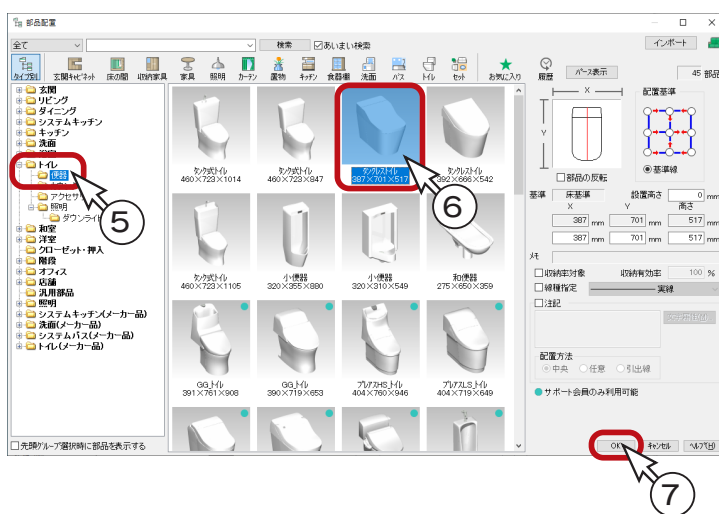 部品配置
全て 検索 あいまい検索 インポート
タイプ別 玄関キャビネット 床の間 収納家具 家具 照明 カーテン 置物 キッチン 食器棚 洗面 バス トイレ セット お気に入り 履歴 パース表示 45 部品
玄関
リビング
ダイニング
システムキッチン
キッチン
洗面
トイレ
便器
アクセサリ
照明
ダウンライト
和室
洋室
クローゼット・押入
階段
オフィス
店舗
汎用部品
照明
システムキッチン(メーカー品)
洗面(メーカー品)
システムバス(メーカー品)
トイレ(メーカー品)
先頭グループ選択時に部品を表示する
⑤
タンク式トイレ
460×723×1014
タンク式トイレ
460×723×847
タンクレストイレ
387×701×517
タンクレストイレ
392×666×542
⑥
タンク式トイレ
460×723×1105
小便器
320×355×880
小便器
320×310×549
和便器
275×650×359
GG_トイレ
391×761×908
GG_トイレ
390×719×653
プレアスHS_トイレ
404×760×946
プレアスLS_トイレ
404×719×649
X
Y
配置基準
基準線
部品の反転
基準 床基準 設置高さ 0 mm
X Y 高さ
387 mm 701 mm 517 mm
387 mm 701 mm 517 mm
メモ
収納率対象 収納有効率 100 %
線種指定 実線
注記
配置方法
中央 任意 引出線
サポート会員のみ利用可能
OK キャンセル ヘルプ(H)
⑦